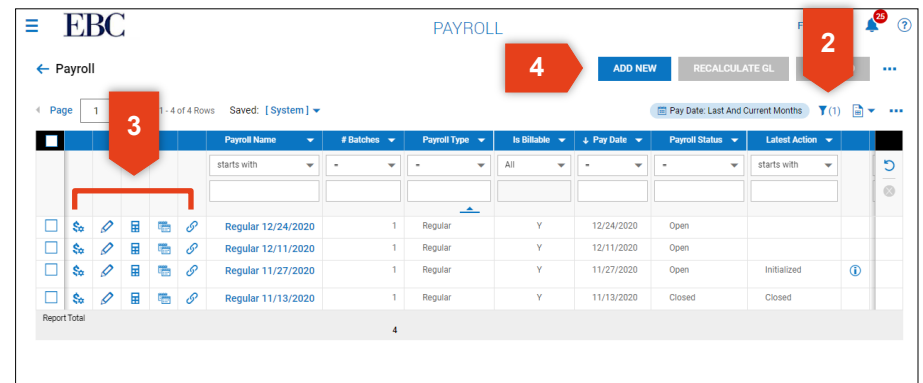 EBC PAYROLL F 25 ?
2
← Payroll 4 ADD NEW RECALCULATE GL ...
Page 1 1 - 4 of 4 Rows Saved: [ System ] Pay Date: Last And Current Months (1) ...
3
Payroll Name # Batches Payroll Type Is Billable ↓ Pay Date Payroll Status Latest Action
starts with = = All = = starts with
Regular 12/24/2020 1 Regular Y 12/24/2020 Open
Regular 12/11/2020 1 Regular Y 12/11/2020 Open
Regular 11/27/2020 1 Regular Y 11/27/2020 Open Initialized
Regular 11/13/2020 1 Regular Y 11/13/2020 Closed Closed
Report Total
4